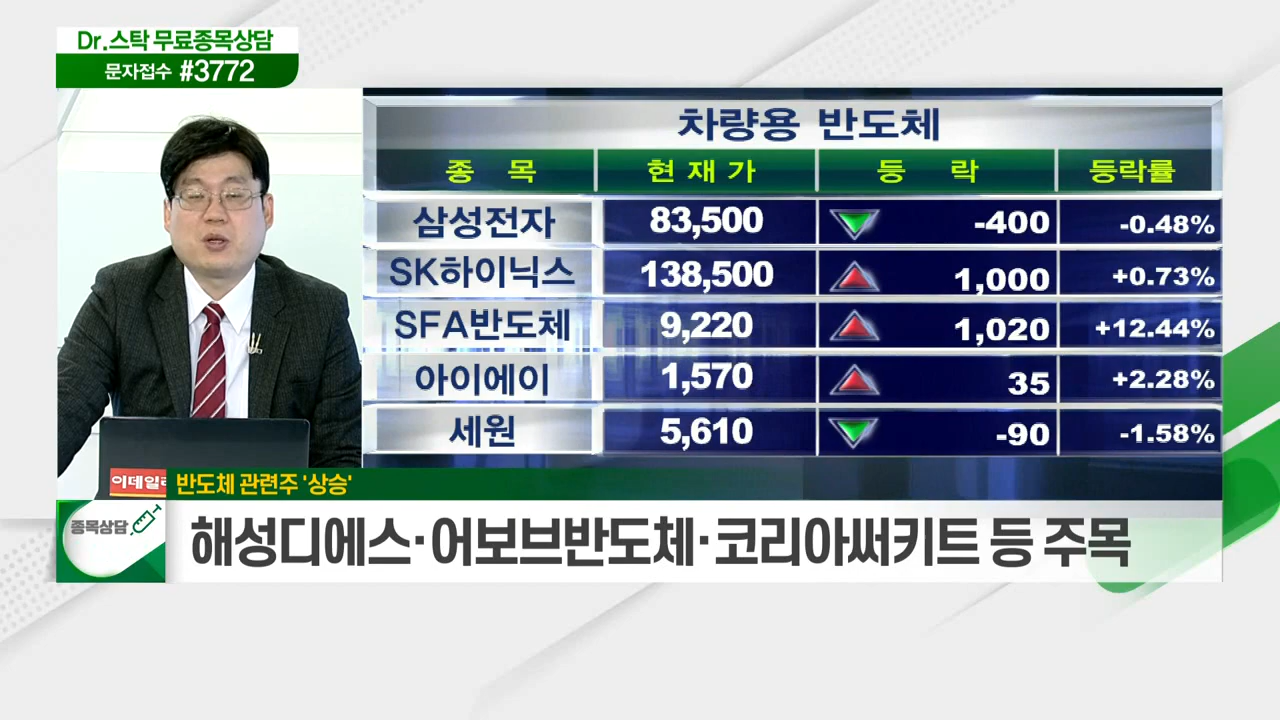 Dr.스탁 무료종목상담
문자접수 #3772
차량용 반도체
종 목 현 재 가 등 락 등락률
삼성전자 83,500 -400 -0.48%
SK하이닉스 138,500 1,000 +0.73%
SFA반도체 9,220 1,020 +12.44%
아이에이 1,570 35 +2.28%
세원 5,610 -90 -1.58%
이데일리
반도체 관련주 '상승'
종목상담
해성디에스·어보브반도체·코리아써키트 등 주목